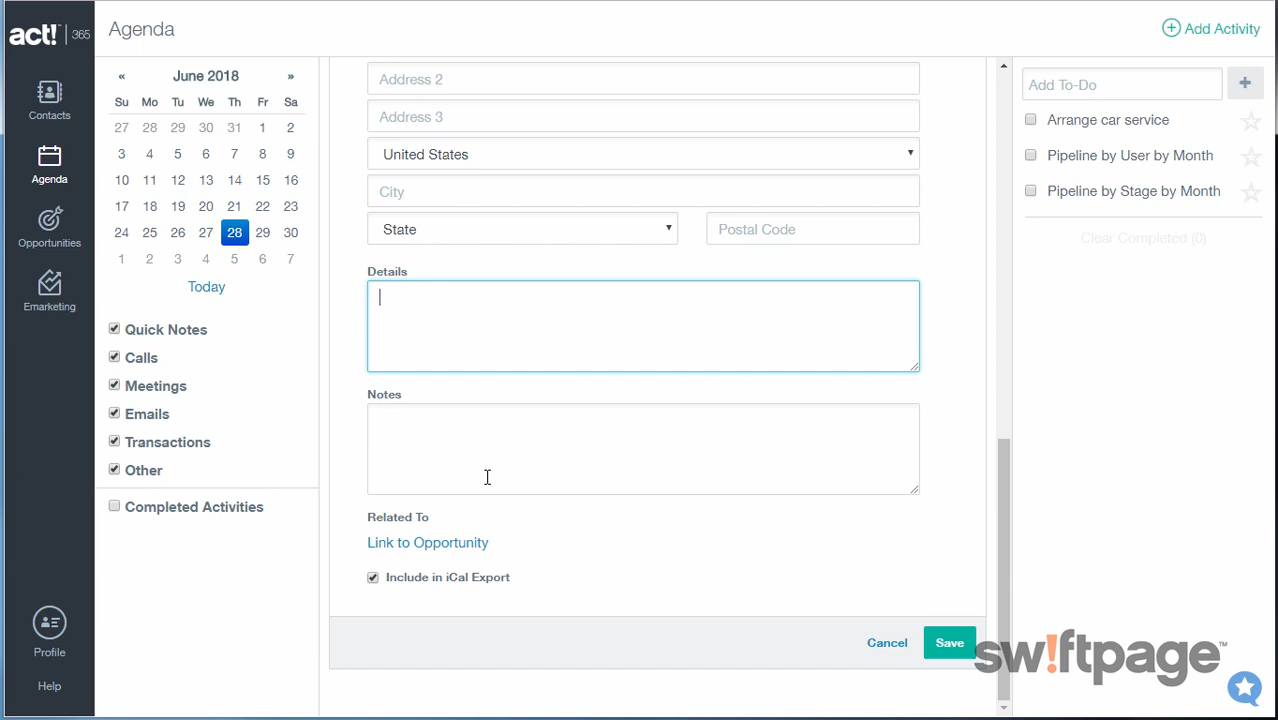 act! 365
Agenda
+ Add Activity
Contacts
Agenda
Opportunities
Emarketing
Profile
Help
« June 2018 »
Su Mo Tu We Th Fr Sa
27 28 29 30 31 1 2
3 4 5 6 7 8 9
10 11 12 13 14 15 16
17 18 19 20 21 22 23
24 25 26 27 28 29 30
1 2 3 4 5 6 7
Today
Quick Notes
Calls
Meetings
Emails
Transactions
Other
Completed Activities
Address 2
Address 3
United States
City
State
Postal Code
Details
Notes
Related To
Link to Opportunity
Include in iCal Export
Cancel
Save
Add To-Do
+
Arrange car service
Pipeline by User by Month
Pipeline by Stage by Month
Clear Completed (0)
sw!ftpage™